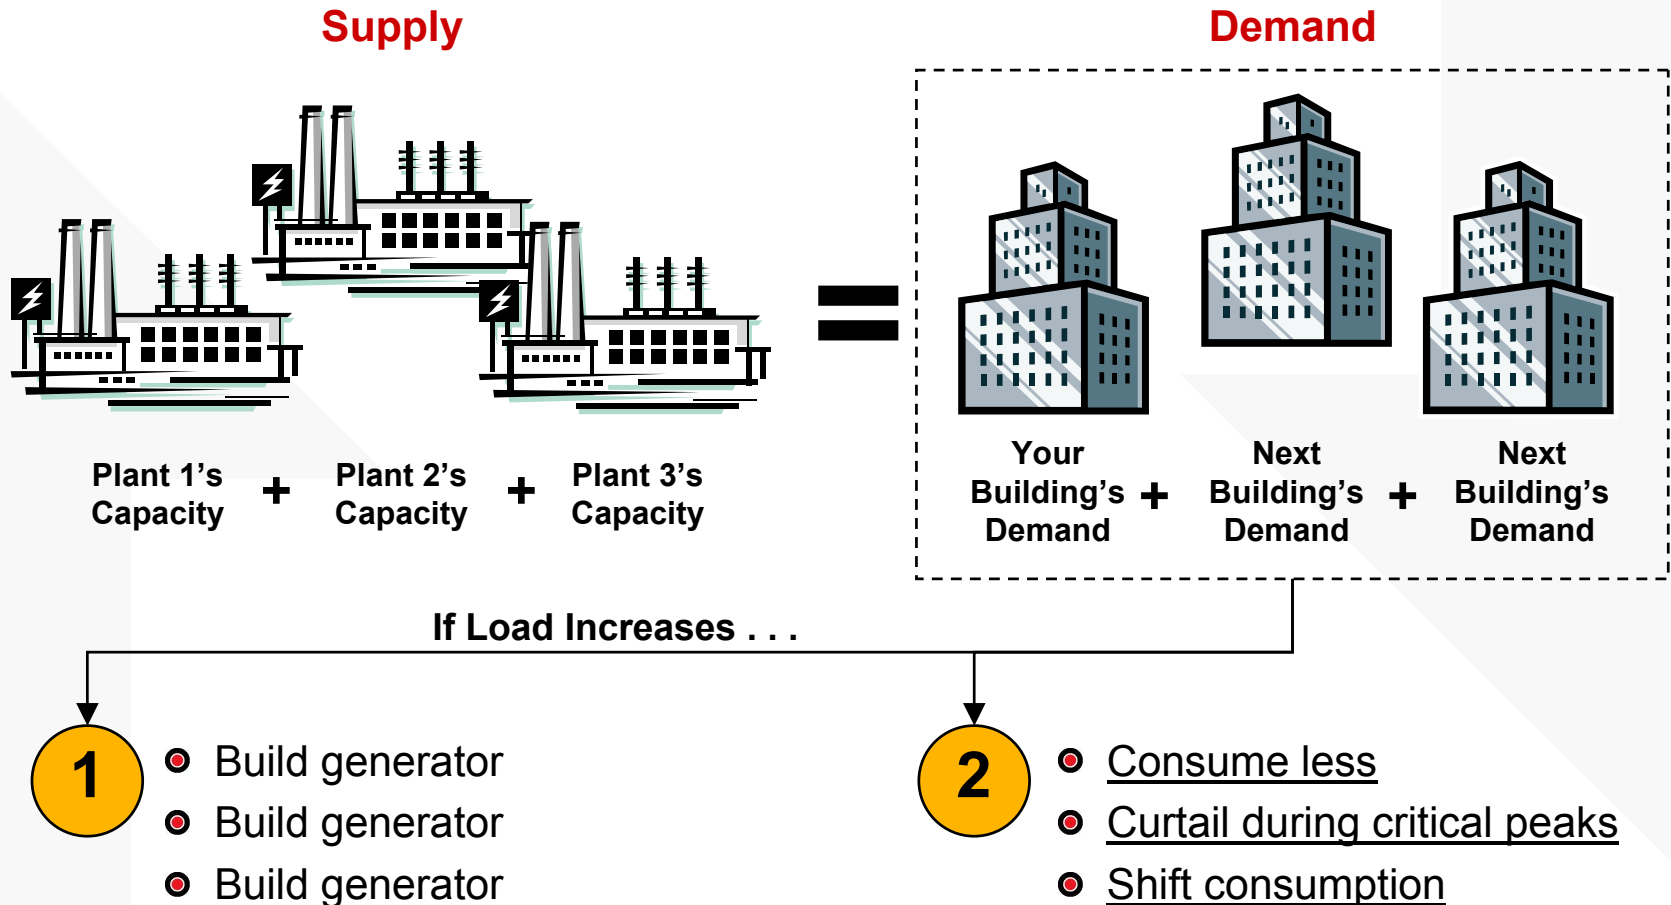 Supply
Demand
=
Plant 1’s
Capacity
+
Plant 2’s
Capacity
+
Plant 3’s
Capacity
Your
Building’s
Demand
+
Next
Building’s
Demand
+
Next
Building’s
Demand
If Load Increases . . .
1
Build generator
Build generator
Build generator
2
Consume less
Curtail during critical peaks
Shift consumption